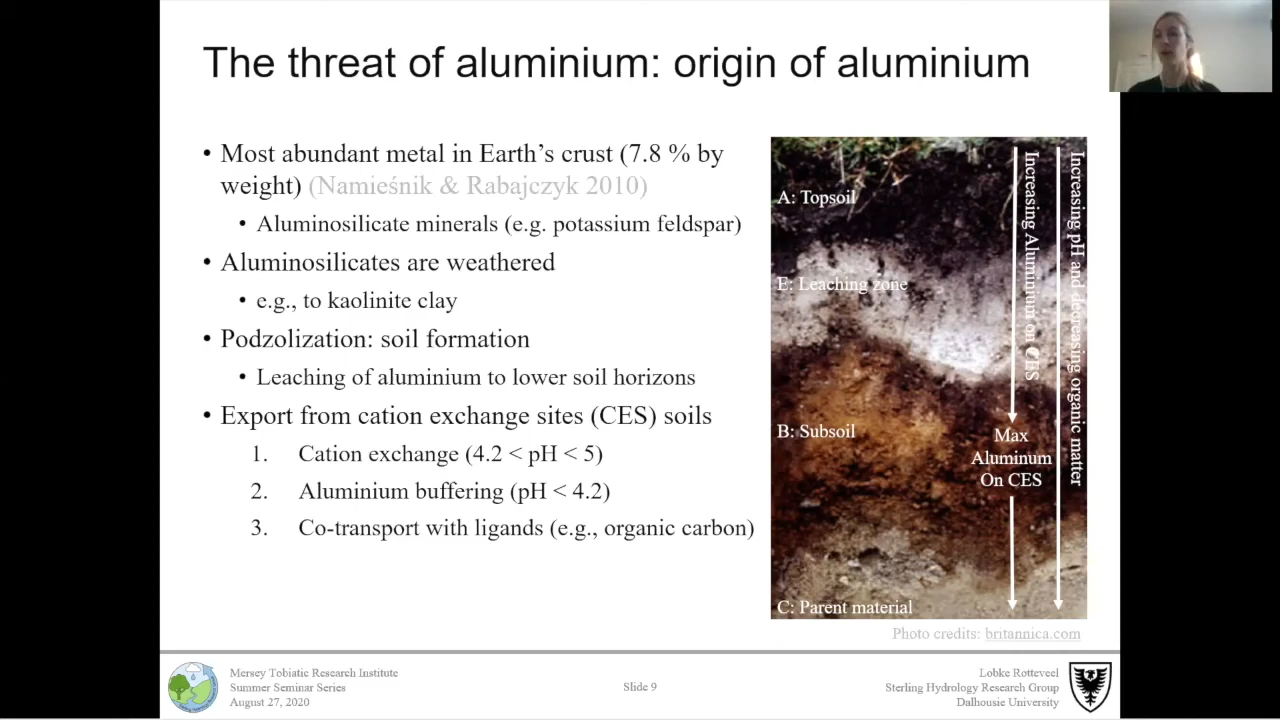 The threat of aluminium: origin of aluminium
• Most abundant metal in Earth's crust (7.8 % by
weight) (Namieśnik & Rabajczyk 2010)
• Aluminosilicate minerals (e.g. potassium feldspar)
• Aluminosilicates are weathered
• e.g., to kaolinite clay
• Podzolization: soil formation
• Leaching of aluminium to lower soil horizons
• Export from cation exchange sites (CES) soils
1. Cation exchange (4.2 < pH < 5)
2. Aluminium buffering (pH < 4.2)
3. Co-transport with ligands (e.g., organic carbon)
A: Topsoil
E: Leaching zone
B: Subsoil
C: Parent material
Increasing Aluminium on CES
Max
Aluminum
On CES
Increasing pH and decreasing organic matter
Photo credits: britannica.com
Mersey Tobiatic Research Institute
Summer Seminar Series
August 27, 2020
Slide 9
Lobke Rotteveel
Sterling Hydrology Research Group
Dalhousie University